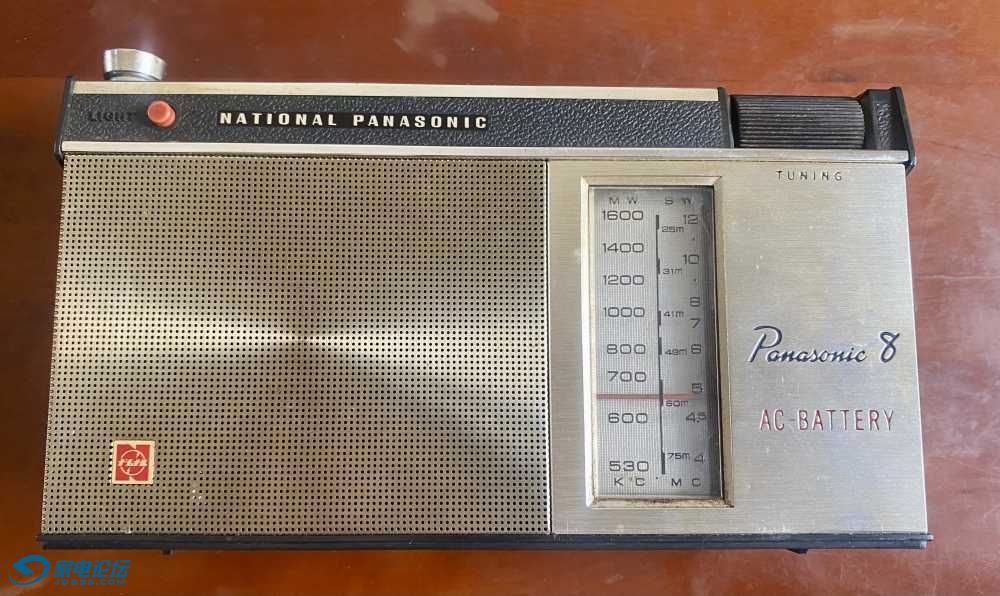 LIGHT
NATIONAL PANASONIC
TUNING
MW SW
1600 12
25m
1400
10
31m
1200
8
1000 41m
7
800 49m 6
700
5
60m
600 4.5
75m 4
530
KC MC
Panasonic 8
AC-BATTERY
家电论坛